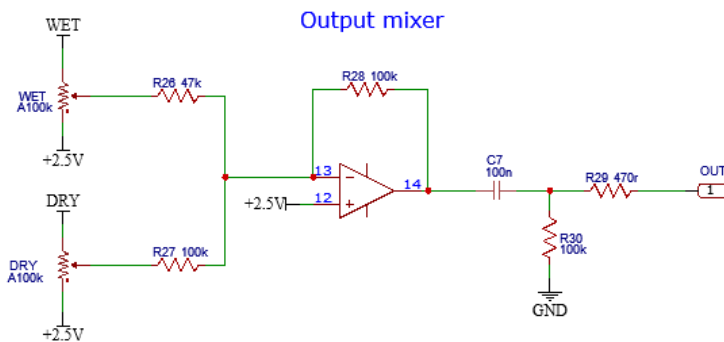 Output mixer
WET
R26 47k
WET
A100k
+2.5V
R28 100k
13
14
+2.5V
12
C7
100n
R29 470r
OUT
1
R30
100k
GND
DRY
R27 100k
DRY
A100k
+2.5V